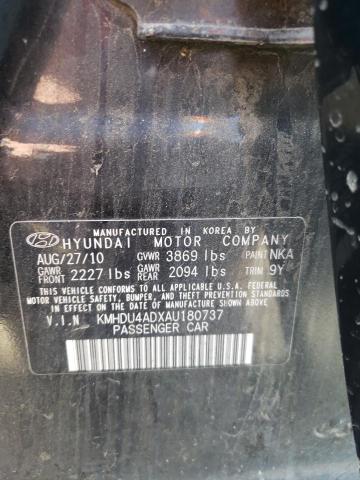 MANUFACTURED IN KOREA BY
HYUNDAI MOTOR COMPANY
AUG/27/10 GVWR 3869 lbs PAINT NKA
GAWR FRONT 2227 lbs GAWR REAR 2094 lbs TRIM 9Y
THIS VEHICLE CONFORMS TO ALL APPLICABLE U.S.A. FEDERAL
MOTOR VEHICLE SAFETY, BUMPER, AND THEFT PREVENTION STANDARDS
IN EFFECT ON THE DATE OF MANUFACTURE SHOWN ABOVE.
V.I.N KMHDU4ADXAU180737
PASSENGER CAR